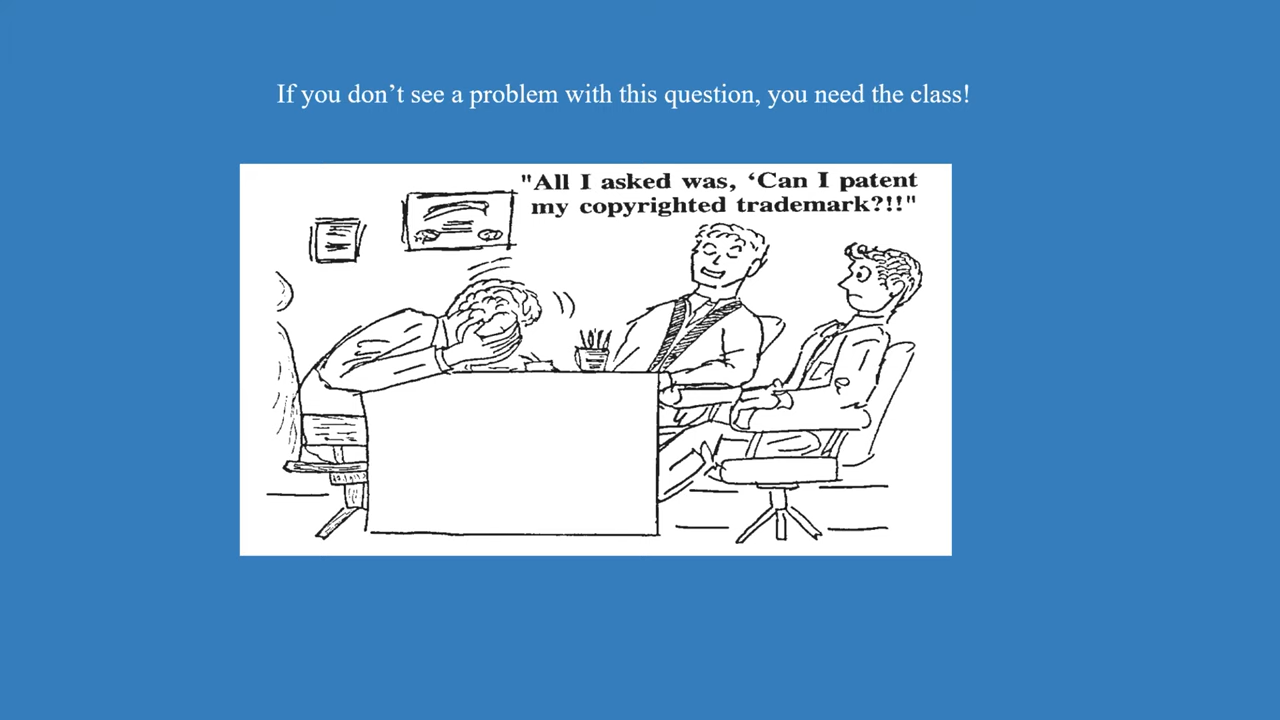 If you don’t see a problem with this question, you need the class!
"All I asked was, ‘Can I patent
my copyrighted trademark?!!"